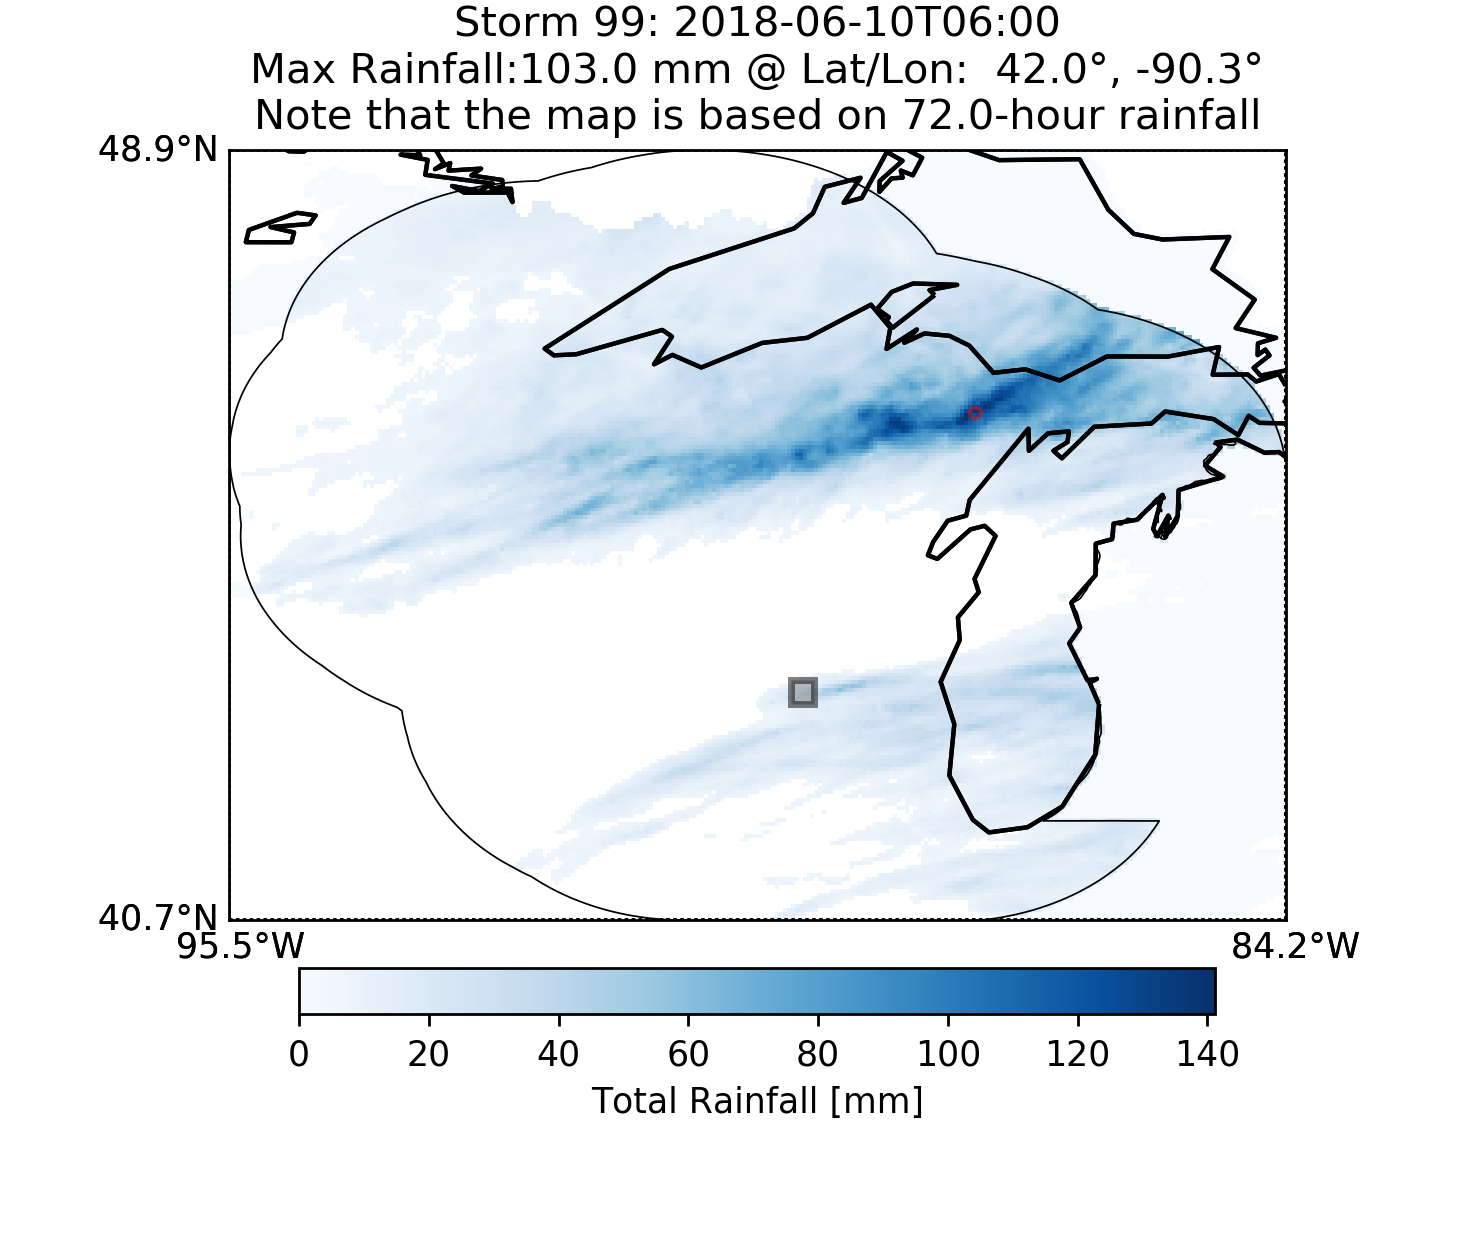 Storm 99: 2018-06-10T06:00
Max Rainfall:103.0 mm @ Lat/Lon:  42.0°, -90.3°
Note that the map is based on 72.0-hour rainfall
48.9°N
40.7°N
95.5°W 84.2°W
0 20 40 60 80 100 120 140
Total Rainfall [mm]